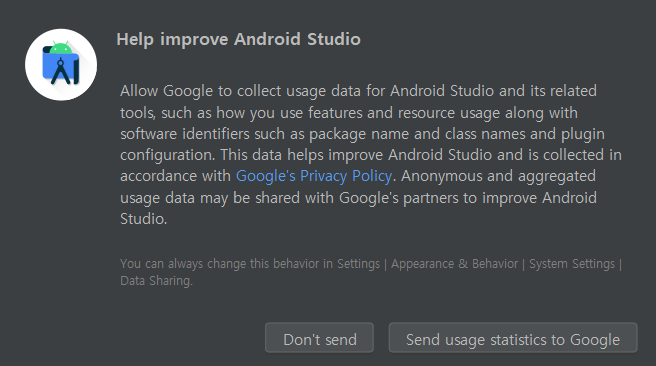 Help improve Android Studio
Allow Google to collect usage data for Android Studio and its related
tools, such as how you use features and resource usage along with
software identifiers such as package name and class names and plugin
configuration. This data helps improve Android Studio and is collected in
accordance with Google's Privacy Policy. Anonymous and aggregated
usage data may be shared with Google's partners to improve Android
Studio.
You can always change this behavior in Settings | Appearance & Behavior | System Settings |
Data Sharing.
Don't send
Send usage statistics to Google